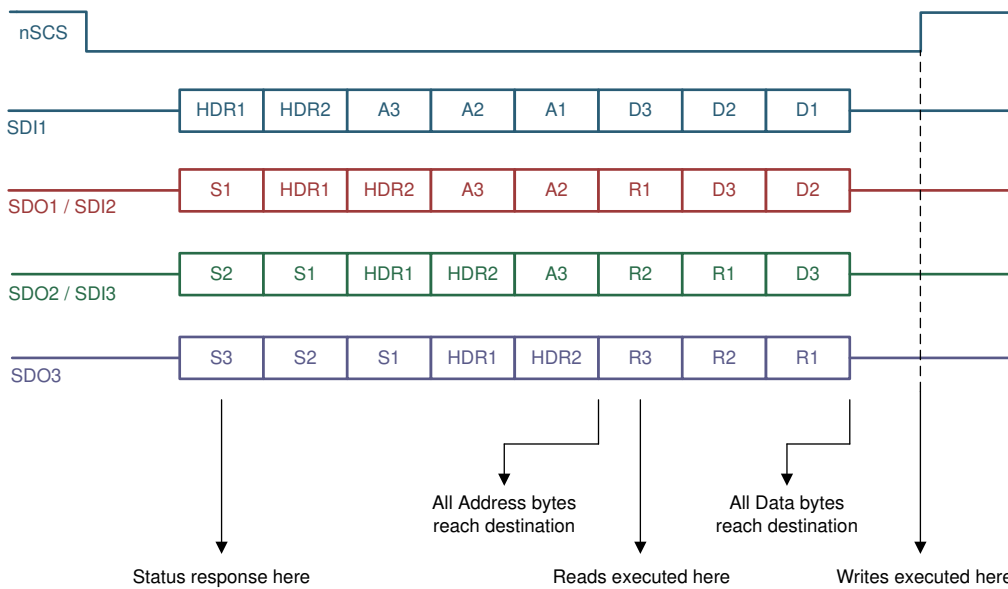 nSCS
HDR1 HDR2 A3 A2 A1 D3 D2 D1
SDI1
S1 HDR1 HDR2 A3 A2 R1 D3 D2
SDO1 / SDI2
S2 S1 HDR1 HDR2 A3 R2 R1 D3
SDO2 / SDI3
S3 S2 S1 HDR1 HDR2 R3 R2 R1
SDO3
All Address bytes
reach destination
All Data bytes
reach destination
Status response here
Reads executed here
Writes executed here